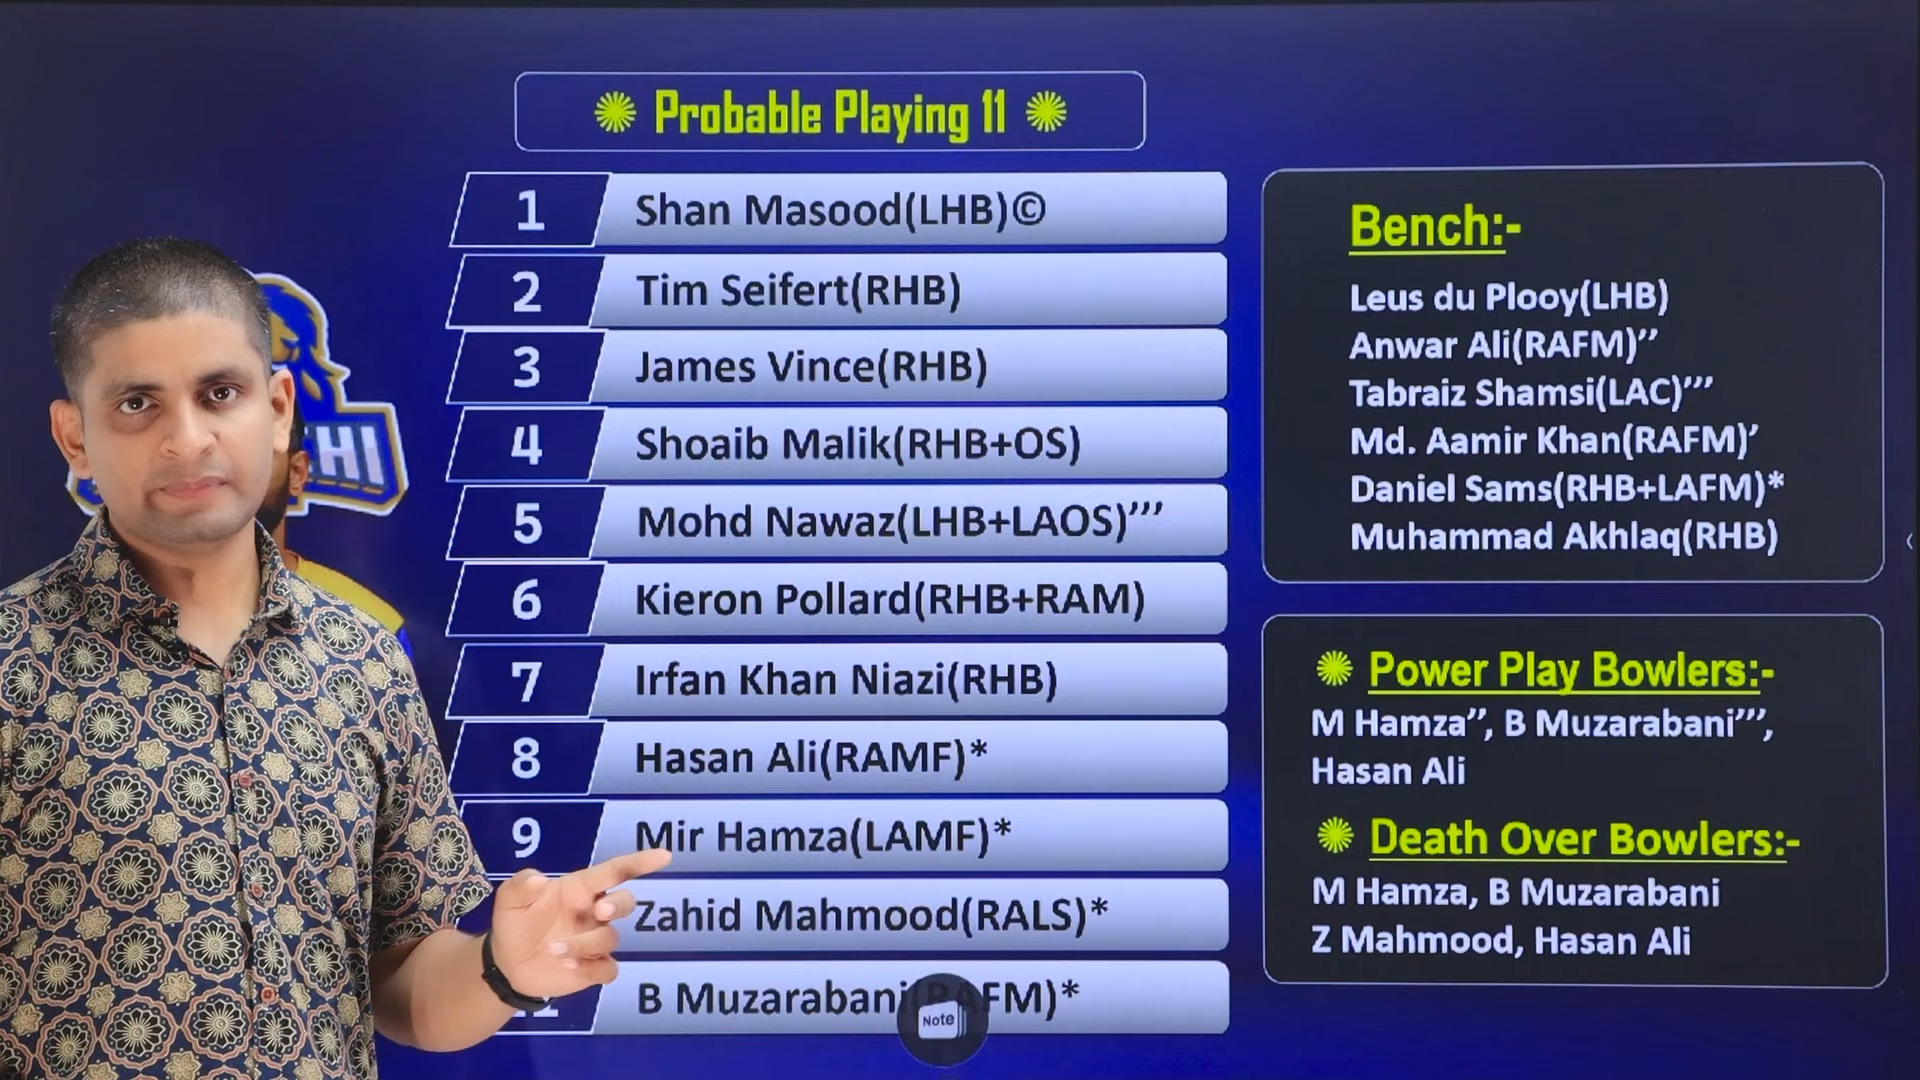 Probable Playing 11
1 Shan Masood(LHB)©
2 Tim Seifert(RHB)
3 James Vince(RHB)
4 Shoaib Malik(RHB+OS)
5 Mohd Nawaz(LHB+LAOS)’’’
6 Kieron Pollard(RHB+RAM)
7 Irfan Khan Niazi(RHB)
8 Hasan Ali(RAMF)*
9 Mir Hamza(LAMF)*
Zahid Mahmood(RALS)*
B Muzarabani(RAFM)*
Note
Bench:-
Leus du Plooy(LHB)
Anwar Ali(RAFM)’’
Tabraiz Shamsi(LAC)’’’
Md. Aamir Khan(RAFM)’
Daniel Sams(RHB+LAFM)*
Muhammad Akhlaq(RHB)
Power Play Bowlers:-
M Hamza’’, B Muzarabani’’’,
Hasan Ali
Death Over Bowlers:-
M Hamza, B Muzarabani
Z Mahmood, Hasan Ali